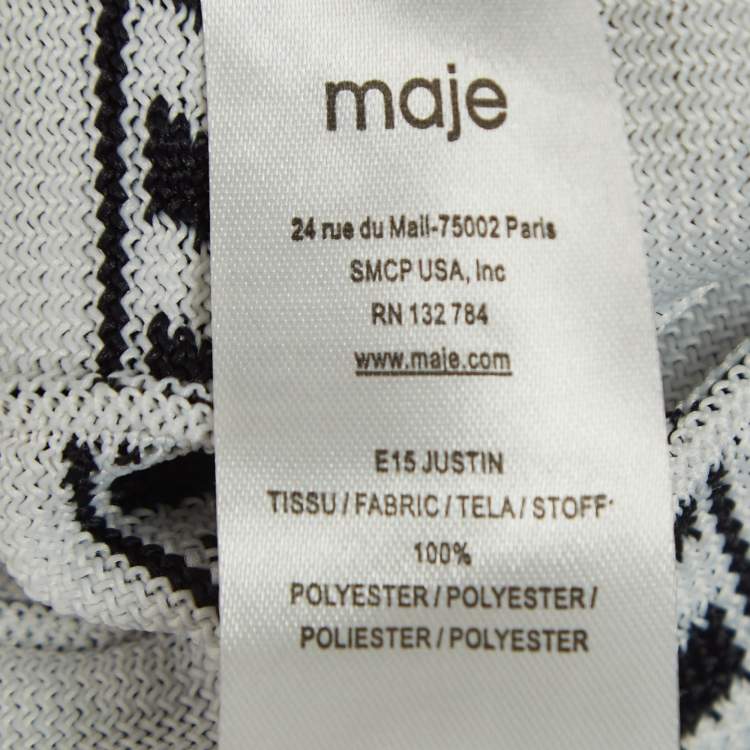 maje
24 rue du Mail-75002 Paris
SMCP USA, Inc
RN 132 784
www.maje.com
E15 JUSTIN
TISSU / FABRIC / TELA / STOFF
100%
POLYESTER / POLYESTER /
POLIESTER / POLYESTER